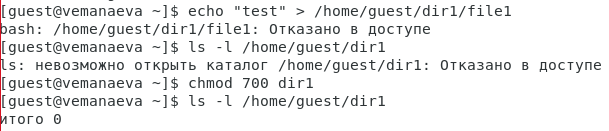 [guest@vemanaeva ~]$ echo "test" > /home/guest/dir1/file1
bash: /home/guest/dir1/file1: Отказано в доступе
[guest@vemanaeva ~]$ ls -l /home/guest/dir1
ls: невозможно открыть каталог /home/guest/dir1: Отказано в доступе
[guest@vemanaeva ~]$ chmod 700 dir1
[guest@vemanaeva ~]$ ls -l /home/guest/dir1
итого 0